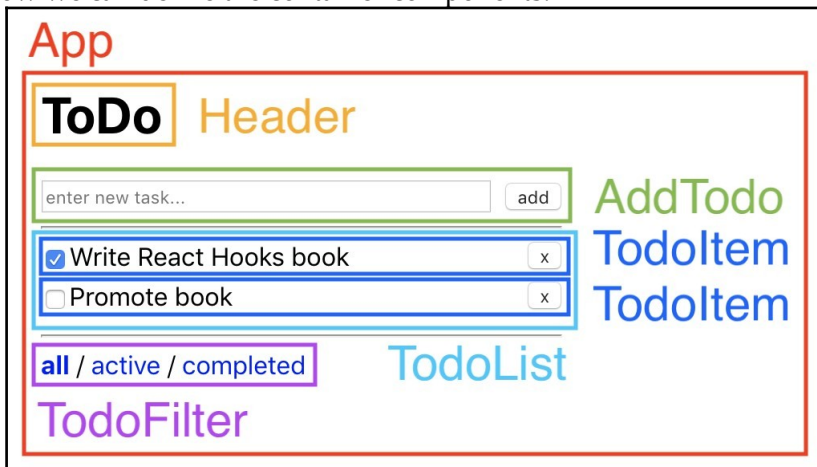 App
ToDo Header
enter new task... add AddTodo
Write React Hooks book x TodoItem
Promote book x TodoItem
all / active / completed TodoList
TodoFilter